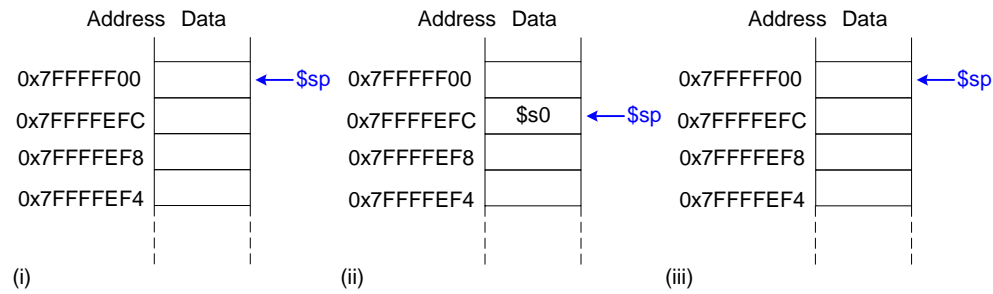 Address Data Address Data Address Data
0x7FFFFF00 $sp 0x7FFFFF00 0x7FFFFF00 $sp
0x7FFFFEFC 0x7FFFFEFC $s0 $sp 0x7FFFFEFC
0x7FFFFEF8 0x7FFFFEF8 0x7FFFFEF8
0x7FFFFEF4 0x7FFFFEF4 0x7FFFFEF4
(i) (ii) (iii)